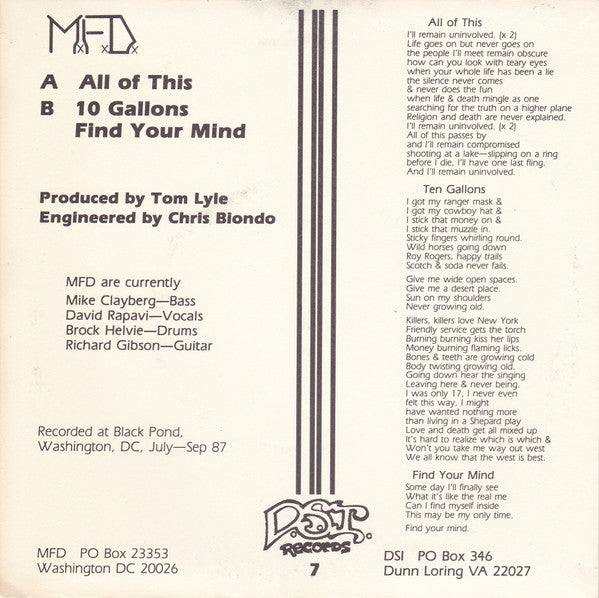 M.F.D.
x x x
A All of This
B 10 Gallons
Find Your Mind
Produced by Tom Lyle
Engineered by Chris Biondo
MFD are currently
Mike Clayberg—Bass
David Rapavi—Vocals
Brock Helvie—Drums
Richard Gibson—Guitar
Recorded at Black Pond,
Washington, DC, July—Sep 87
MFD PO Box 23353
Washington DC 20026
D.S.I.
RECORDS
7
All of This
I'll remain uninvolved. (x 2)
Life goes on but never goes on
the people I'll meet remain obscure
how can you look with teary eyes
when your whole life has been a lie
the silence never comes
& never does the fun
when life & death mingle as one
searching for the truth on a higher plane
Religion and death are never explained.
I'll remain uninvolved. (x 2)
All of this passes by
and I'll remain compromised
shooting at a lake—slipping on a ring
before I die, I'll have one last fling.
And I'll remain uninvolved.
Ten Gallons
I got my ranger mask &
I got my cowboy hat &
I stick that money on &
I stick that muzzle in.
Sticky fingers whirling round.
Wild horses going down
Roy Rogers, happy trails
Scotch & soda never fails.
Give me wide open spaces.
Give me a desert place.
Sun on my shoulders
Never growing old.
Killers, killers love New York
Friendly service gets the torch
Burning burning kiss her lips
Money burning flaming licks.
Bones & teeth are growing cold
Body twisting growing old.
Going down hear the singing
Leaving here & never being.
I was only 17, I never even
felt this way, I might
have wanted nothing more
than living in a Shepard play
Love and death get all mixed up
It's hard to realize which is which &
Won't you take me way out west
We all know that the west is best.
Find Your Mind
Some day I'll finally see
What it's like the real me
Can I find myself inside
This may be my only time.
Find your mind.
DSI PO Box 346
Dunn Loring VA 22027